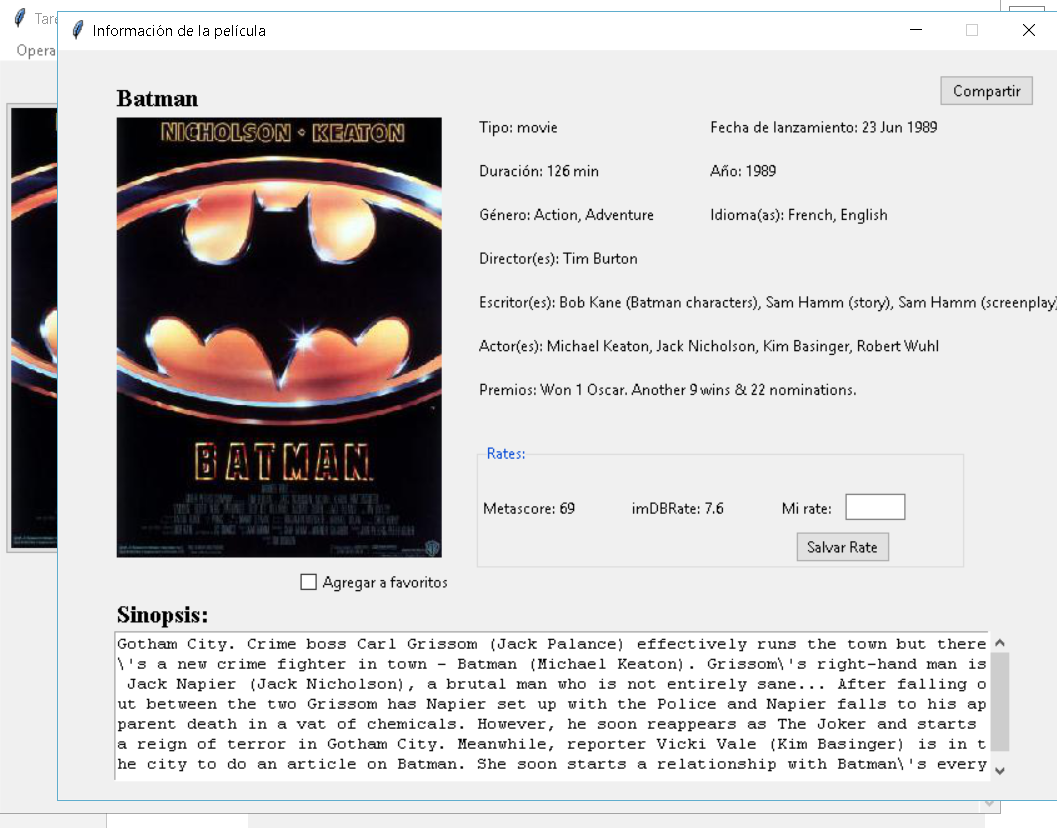 Tare
Información de la película
Opera
Batman
Compartir
NICHOLSON · KEATON
BATMAN
Tipo: movie
Fecha de lanzamiento: 23 Jun 1989
Duración: 126 min
Año: 1989
Género: Action, Adventure
Idioma(as): French, English
Director(es): Tim Burton
Escritor(es): Bob Kane (Batman characters), Sam Hamm (story), Sam Hamm (screenplay)
Actor(es): Michael Keaton, Jack Nicholson, Kim Basinger, Robert Wuhl
Premios: Won 1 Oscar. Another 9 wins & 22 nominations.
Rates:
Metascore: 69
imDBRate: 7.6
Mi rate:
Salvar Rate
Agregar a favoritos
Sinopsis:
Gotham City. Crime boss Carl Grissom (Jack Palance) effectively runs the town but there
\'s a new crime fighter in town - Batman (Michael Keaton). Grissom\'s right-hand man is
Jack Napier (Jack Nicholson), a brutal man who is not entirely sane... After falling o
ut between the two Grissom has Napier set up with the Police and Napier falls to his ap
parent death in a vat of chemicals. However, he soon reappears as The Joker and starts
a reign of terror in Gotham City. Meanwhile, reporter Vicki Vale (Kim Basinger) is in t
he city to do an article on Batman. She soon starts a relationship with Batman\'s every